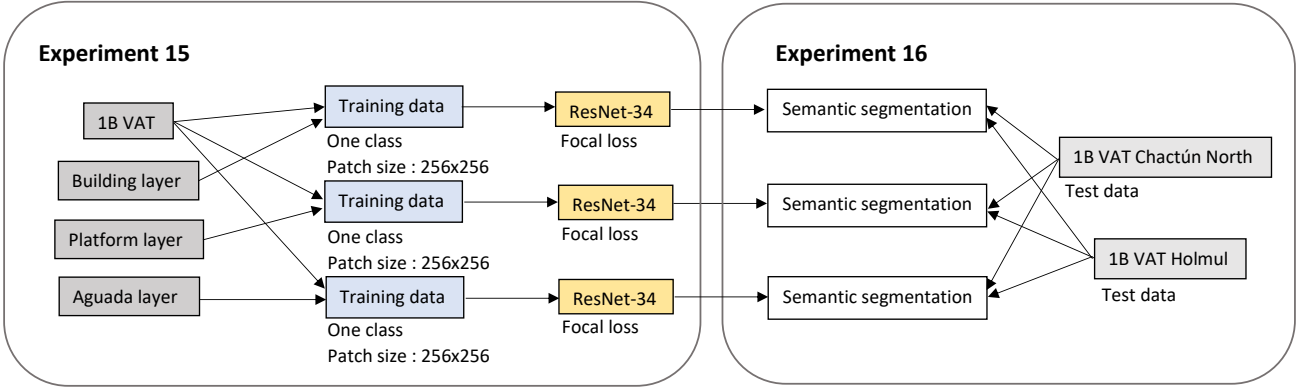 Experiment 15
1B VAT
Building layer
Platform layer
Aguada layer
Training data
One class
Patch size : 256x256
Training data
One class
Patch size : 256x256
Training data
One class
Patch size : 256x256
ResNet-34
Focal loss
ResNet-34
Focal loss
ResNet-34
Focal loss
Experiment 16
Semantic segmentation
Semantic segmentation
Semantic segmentation
1B VAT Chactún North
Test data
1B VAT Holmul
Test data